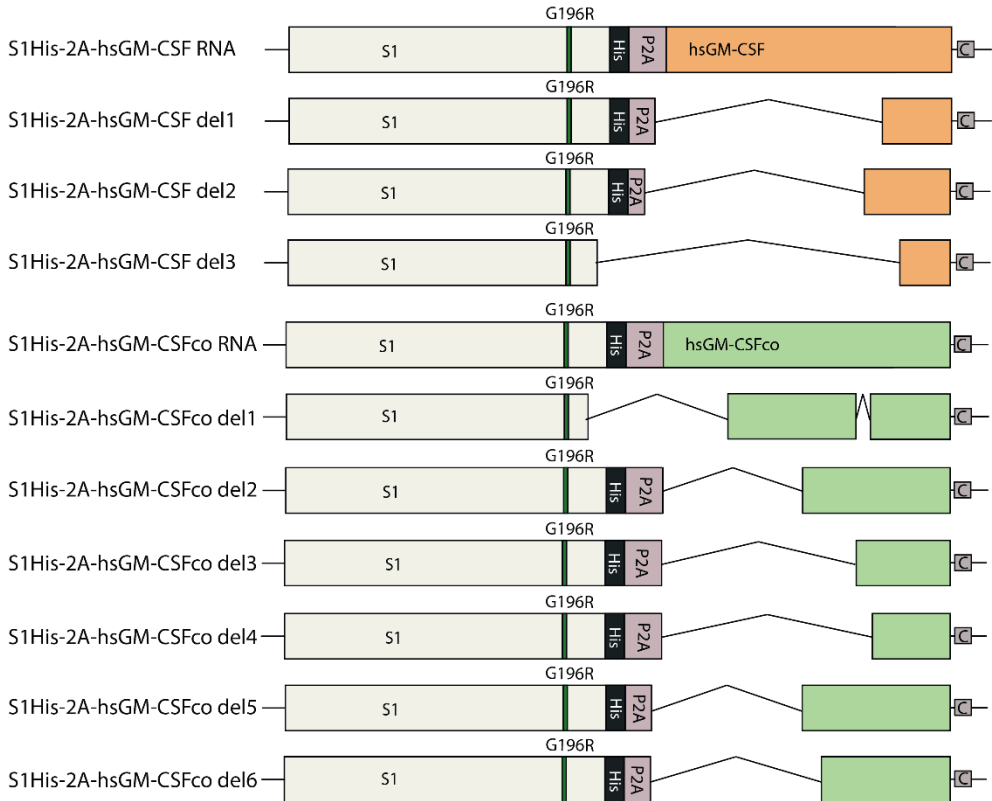 G196R
S1His-2A-hsGM-CSF RNA S1 His P2A hsGM-CSF C
G196R
S1His-2A-hsGM-CSF del1 S1 His P2A C
G196R
S1His-2A-hsGM-CSF del2 S1 His P2A C
G196R
S1His-2A-hsGM-CSF del3 S1 C
G196R
S1His-2A-hsGM-CSFco RNA S1 His P2A hsGM-CSFco C
G196R
S1His-2A-hsGM-CSFco del1 S1 C
G196R
S1His-2A-hsGM-CSFco del2 S1 His P2A C
G196R
S1His-2A-hsGM-CSFco del3 S1 His P2A C
G196R
S1His-2A-hsGM-CSFco del4 S1 His P2A C
G196R
S1His-2A-hsGM-CSFco del5 S1 His P2A C
G196R
S1His-2A-hsGM-CSFco del6 S1 His P2A C